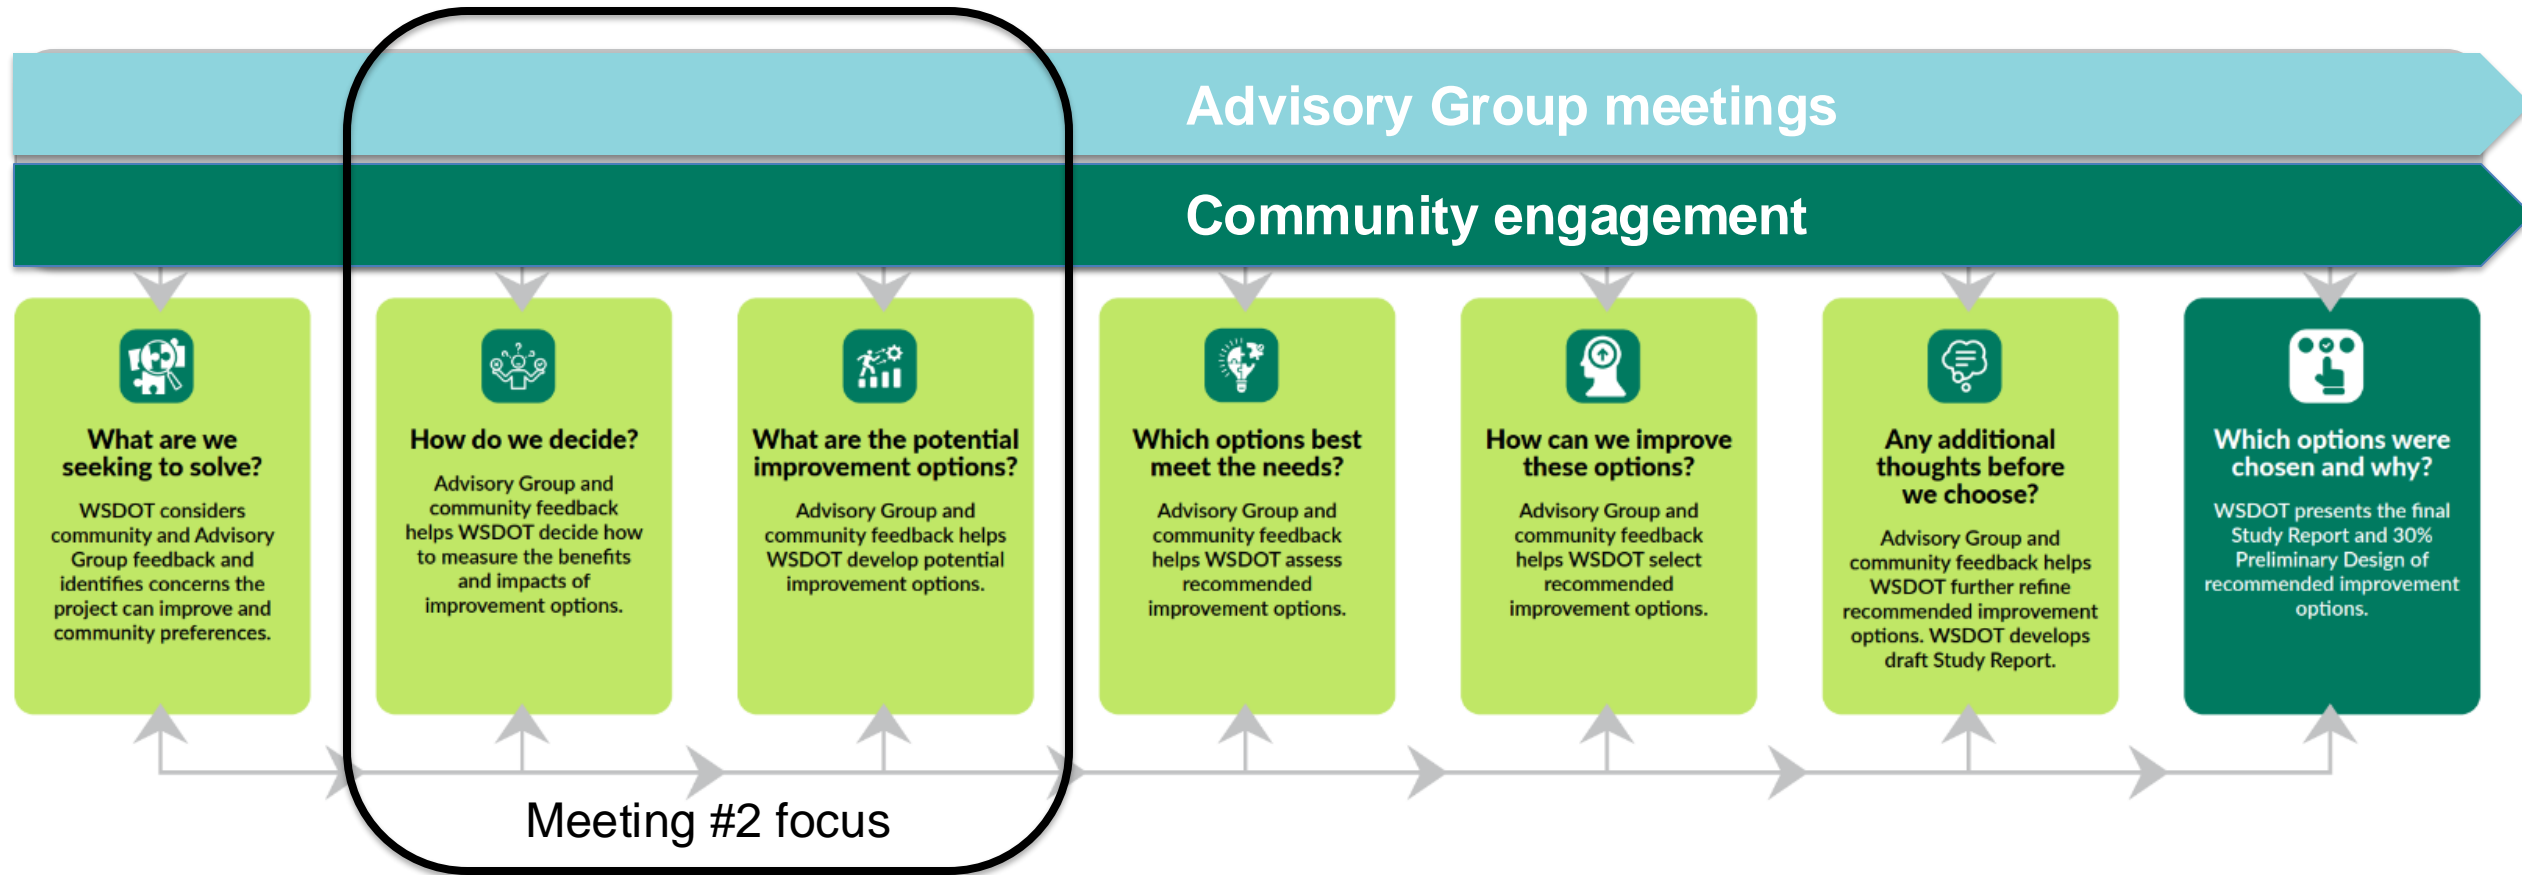 Advisory Group meetings
Community engagement
What are we
seeking to solve?
WSDOT considers
community and Advisory
Group feedback and
identifies concerns the
project can improve and
community preferences.
How do we decide?
Advisory Group and
community feedback
helps WSDOT decide how
to measure the benefits
and impacts of
improvement options.
What are the potential
improvement options?
Advisory Group and
community feedback helps
WSDOT develop potential
improvement options.
Which options best
meet the needs?
Advisory Group and
community feedback
helps WSDOT assess
recommended
improvement options.
How can we improve
these options?
Advisory Group and
community feedback
helps WSDOT select
recommended
improvement options.
Any additional
thoughts before
we choose?
Advisory Group and
community feedback helps
WSDOT further refine
recommended improvement
options. WSDOT develops
draft Study Report.
Which options were
chosen and why?
WSDOT presents the final
Study Report and 30%
Preliminary Design of
recommended improvement
options.
Meeting #2 focus